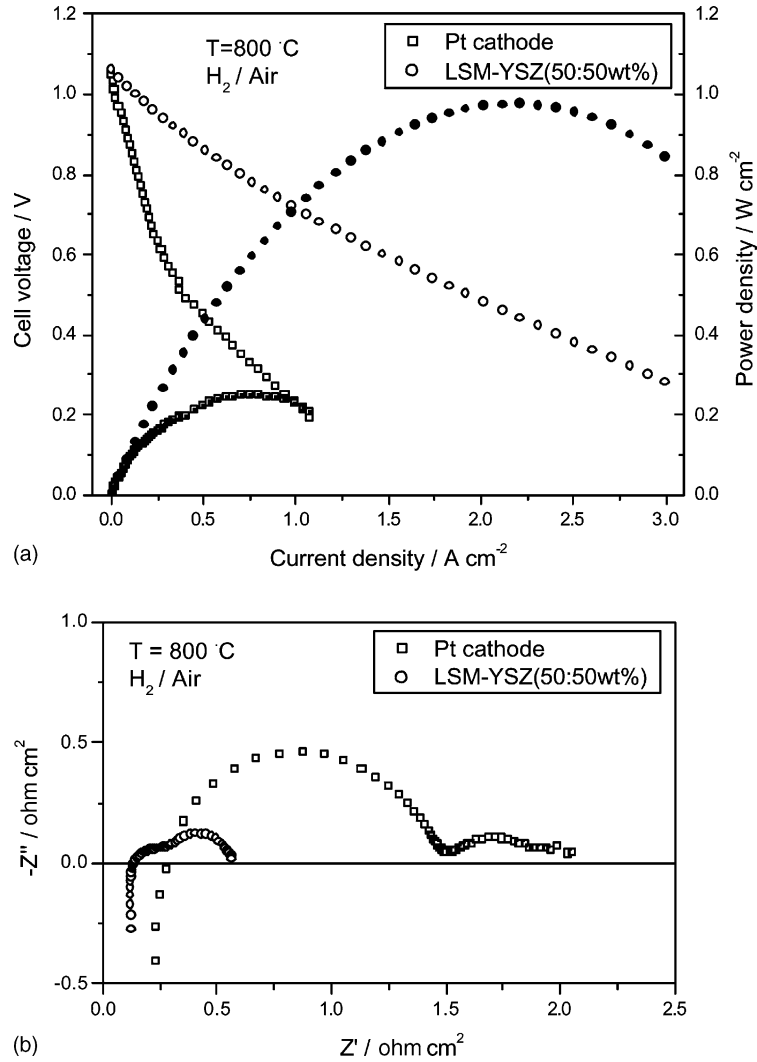 T=800 °C
H2 / Air
Pt cathode
LSM-YSZ(50:50wt%)
1.2
1.0
0.8
0.6
0.4
0.2
0.0
Cell voltage / V
1.2
1.0
0.8
0.6
0.4
0.2
0.0
Power density / W cm-2
0.0 0.5 1.0 1.5 2.0 2.5 3.0
Current density / A cm-2
(a)
T = 800 °C
H2 / Air
Pt cathode
LSM-YSZ(50:50wt%)
1.0
0.5
0.0
-0.5
-Z'' / ohm cm2
0.0 0.5 1.0 1.5 2.0 2.5
Z' / ohm cm2
(b)